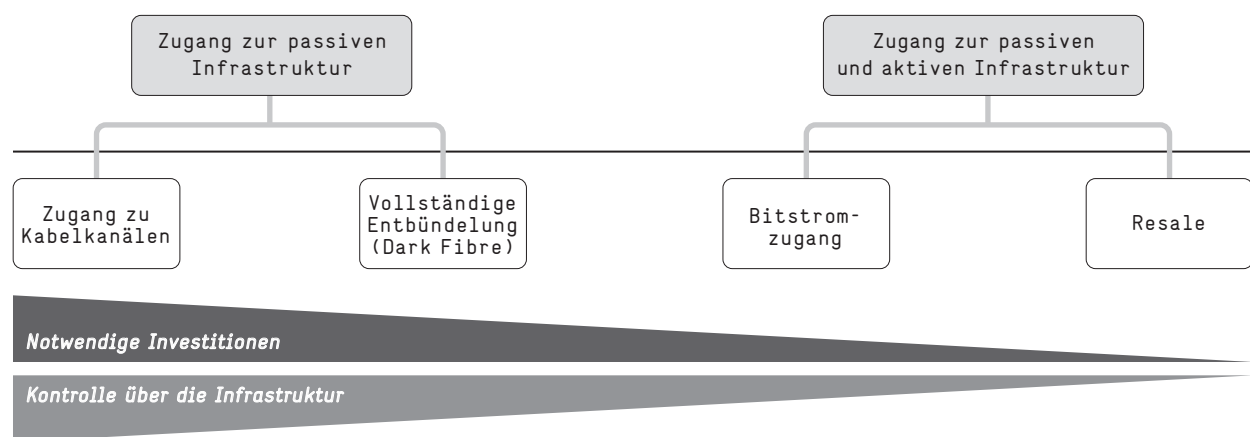 Zugang zur passiven
Infrastruktur
Zugang zur passiven
und aktiven Infrastruktur
Zugang zu
Kabelkanälen
Vollständige
Entbündelung
(Dark Fibre)
Bitstrom-
zugang
Resale
Notwendige Investitionen
Kontrolle über die Infrastruktur